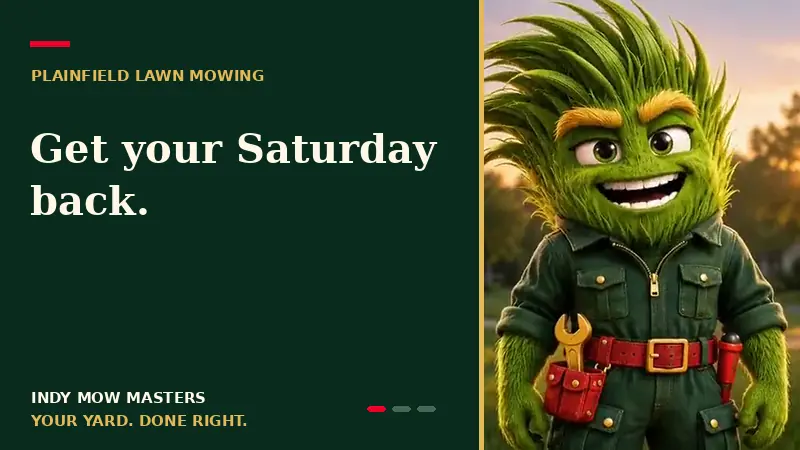 PLAINFIELD LAWN MOWING
Get your Saturday
back.
INDY MOW MASTERS
YOUR YARD. DONE RIGHT.